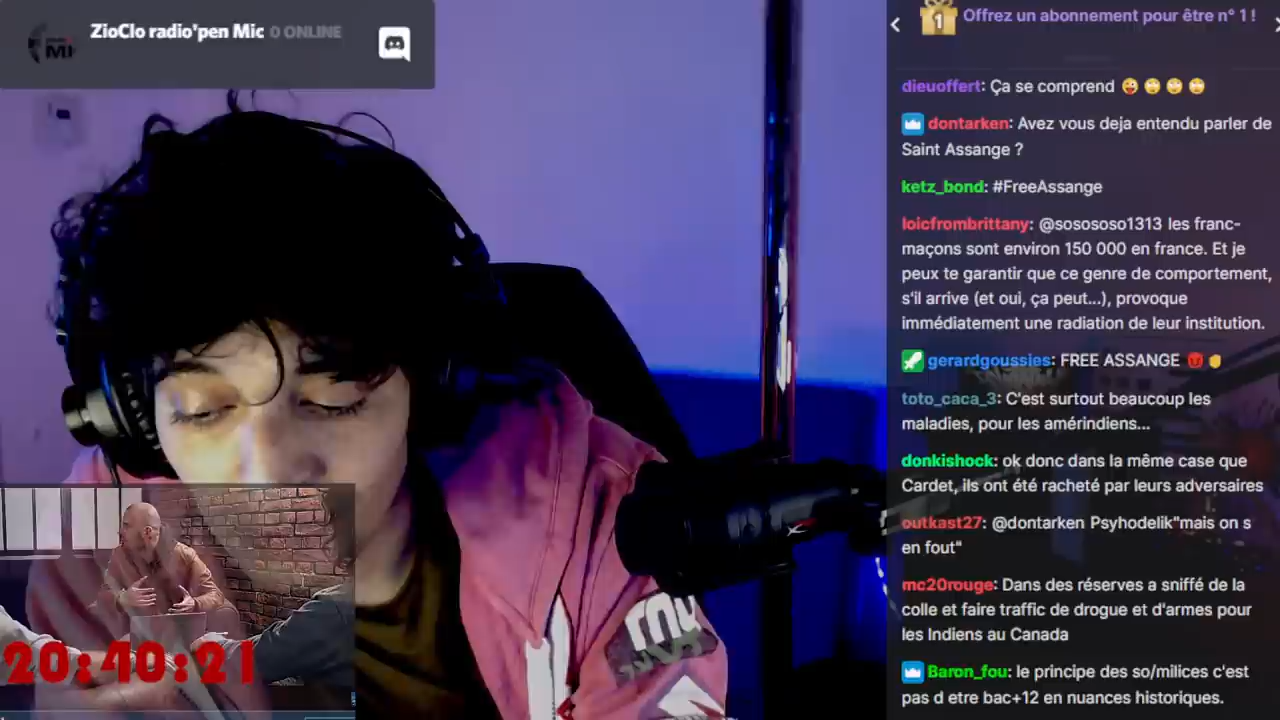 ZioClo radio'pen Mic 0 ONLINE
MI
1 Offrez un abonnement pour être n° 1 !
dieuoffert: Ça se comprend
dontarken: Avez vous deja entendu parler de
Saint Assange ?
ketz_bond: #FreeAssange
loicfrombrittany: @sosososo1313 les franc-
maçons sont environ 150 000 en france. Et je
peux te garantir que ce genre de comportement,
s'il arrive (et oui, ça peut...), provoque
immédiatement une radiation de leur institution.
gerardgoussies: FREE ASSANGE
toto_caca_3: C'est surtout beaucoup les
maladies, pour les amérindiens...
donkishock: ok donc dans la même case que
Cardet, ils ont été racheté par leurs adversaires
outkast27: @dontarken Psyhodelik"mais on s
en fout"
mc20rouge: Dans des réserves a sniffé de la
colle et faire traffic de drogue et d'armes pour
les Indiens au Canada
Baron_fou: le principe des so/milices c'est
pas d etre bac+12 en nuances historiques.
20:40:21